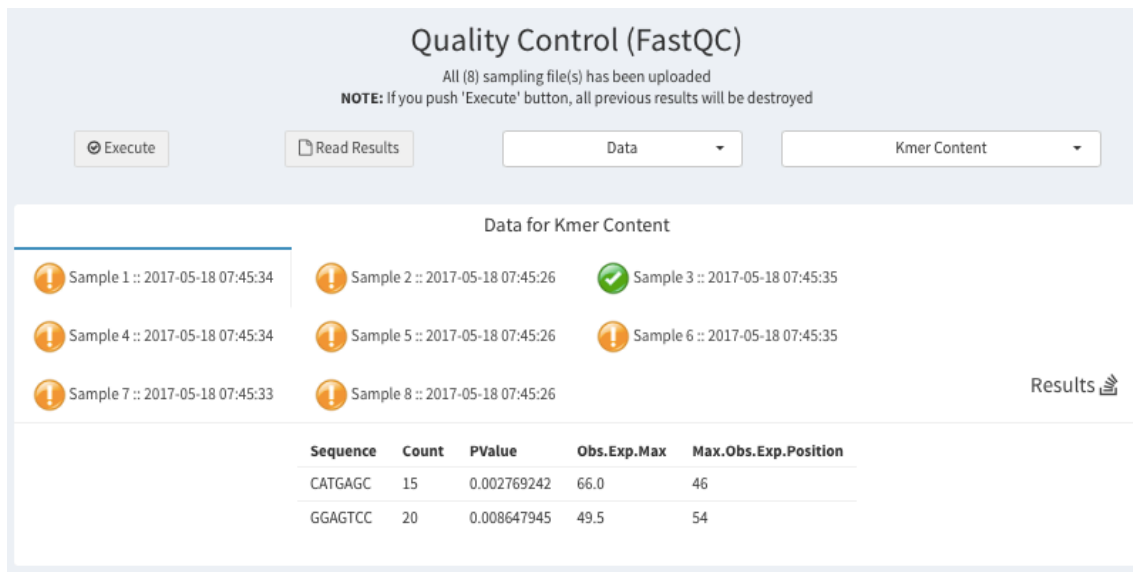 Quality Control (FastQC)
All (8) sampling file(s) has been uploaded
NOTE: If you push 'Execute' button, all previous results will be destroyed
Execute Read Results Data Kmer Content
Data for Kmer Content
Sample 1 :: 2017-05-18 07:45:34 Sample 2 :: 2017-05-18 07:45:26 Sample 3 :: 2017-05-18 07:45:35
Sample 4 :: 2017-05-18 07:45:34 Sample 5 :: 2017-05-18 07:45:26 Sample 6 :: 2017-05-18 07:45:35
Sample 7 :: 2017-05-18 07:45:33 Sample 8 :: 2017-05-18 07:45:26
Results
Sequence Count PValue Obs.Exp.Max Max.Obs.Exp.Position
CATGAGC 15 0.002769242 66.0 46
GGAGTCC 20 0.008647945 49.5 54